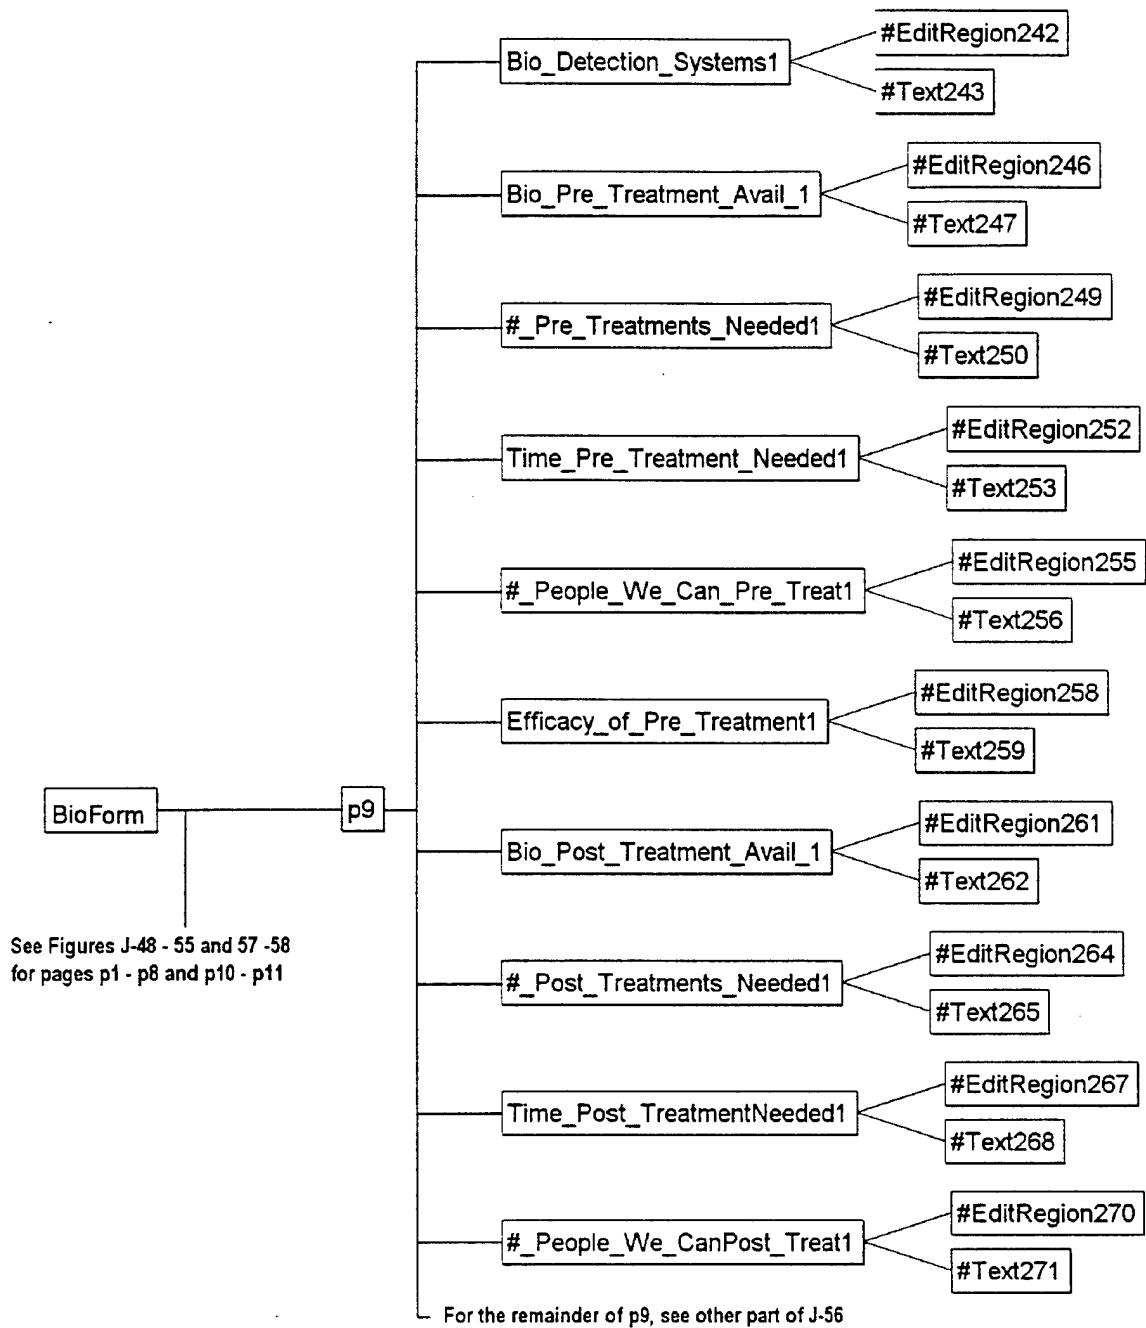 #EditRegion242
Bio_Detection_Systems1
#Text243
#EditRegion246
Bio_Pre_Treatment_Avail_1
#Text247
#EditRegion249
#_Pre_Treatments_Needed1
#Text250
#EditRegion252
Time_Pre_Treatment_Needed1
#Text253
#EditRegion255
#_People_We_Can_Pre_Treat1
#Text256
#EditRegion258
Efficacy_of_Pre_Treatment1
#Text259
BioForm
p9
#EditRegion261
Bio_Post_Treatment_Avail_1
#Text262
See Figures J-48 - 55 and 57 -58
for pages p1 - p8 and p10 - p11
#EditRegion264
#_Post_Treatments_Needed1
#Text265
#EditRegion267
Time_Post_TreatmentNeeded1
#Text268
#EditRegion270
#_People_We_CanPost_Treat1
#Text271
For the remainder of p9, see other part of J-56